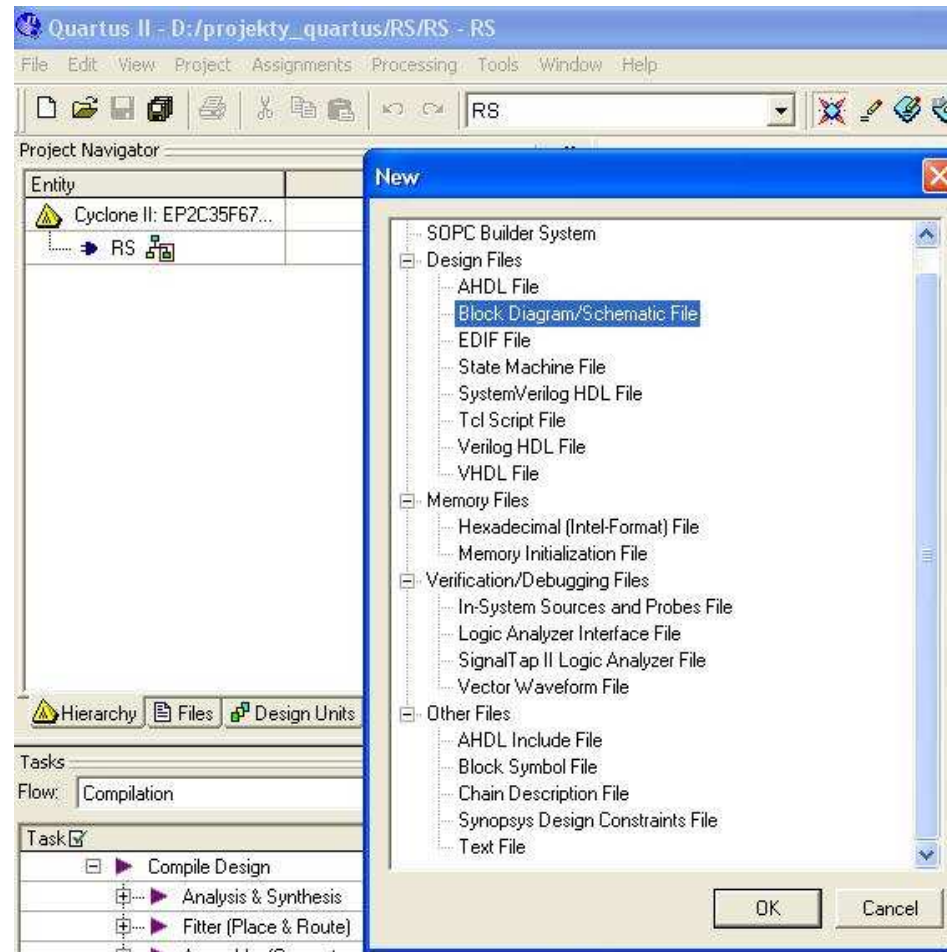 Quartus II - D:/projekty_quartus/RS/RS - RS
File Edit View Project Assignments Processing Tools Window Help
RS
Project Navigator
Entity
Cyclone II: EP2C35F67...
RS
New
SOPC Builder System
Design Files
AHDL File
Block Diagram/Schematic File
EDIF File
State Machine File
SystemVerilog HDL File
Tcl Script File
Verilog HDL File
VHDL File
Memory Files
Hexadecimal (Intel-Format) File
Memory Initialization File
Verification/Debugging Files
In-System Sources and Probes File
Logic Analyzer Interface File
SignalTap II Logic Analyzer File
Vector Waveform File
Other Files
AHDL Include File
Block Symbol File
Chain Description File
Synopsys Design Constraints File
Text File
OK Cancel
Hierarchy Files Design Units
Tasks
Flow: Compilation
Task
Compile Design
Analysis & Synthesis
Fitter (Place & Route)